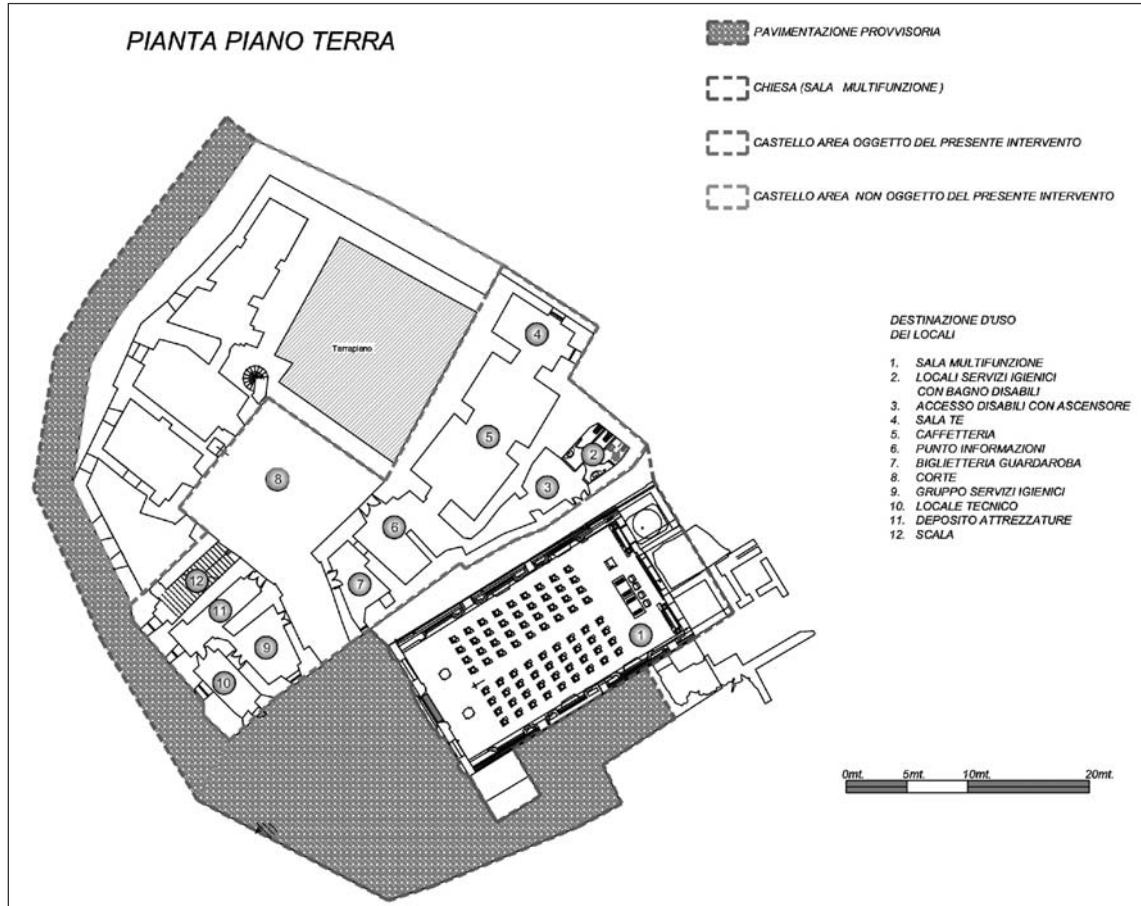 PIANTA PIANO TERRA
PAVIMENTAZIONE PROVVISORIA
CHIESA (SALA MULTIFUNZIONE)
CASTELLO AREA OGGETTO DEL PRESENTE INTERVENTO
CASTELLO AREA NON OGGETTO DEL PRESENTE INTERVENTO
DESTINAZIONE D'USO
DEI LOCALI
1. SALA MULTIFUNZIONE
2. LOCALI SERVIZI IGIENICI
CON BAGNO DISABILI
3. ACCESSO DISABILI CON ASCENSORE
4. SALA TE
5. CAFFETTERIA
6. PUNTO INFORMAZIONI
7. BIGLIETTERIA GUARDAROBA
8. CORTE
9. GRUPPO SERVIZI IGIENICI
10. LOCALE TECNICO
11. DEPOSITO ATTREZZATURE
12. SCALA
Terrapiano
4
5
2
8
3
6
7
12
11
9
10
1
0mt. 5mt. 10mt. 20mt.